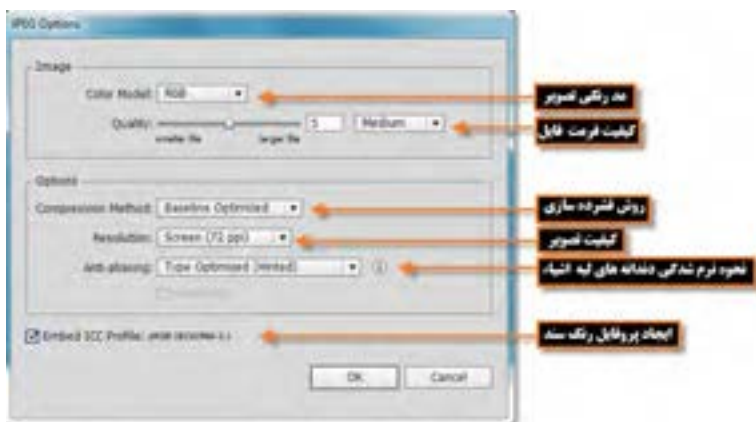 JPEG Options
Image
Color Model: RGB
مد رنگی تصویر
Quality: 5 Medium
smaller file larger file
کیفیت فرمت فایل
Options
Compression Method: Baseline Optimized
روش فشرده سازی
Resolution: Screen (72 ppi)
کیفیت تصویر
Anti-aliasing: Type Optimized (Hinted)
نحوه نرم شدگی دندانه های لبه اشیاء
Embed ICC Profile:
ایجاد پروفایل رنگ سند
OK Cancel